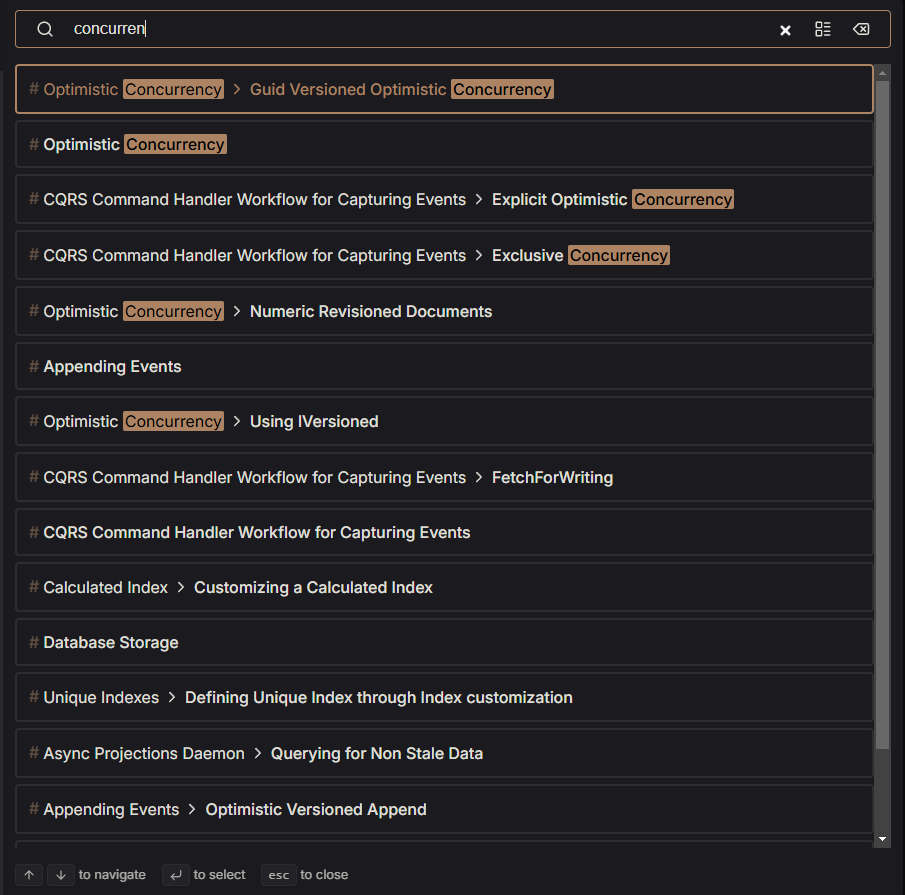 concurren
# Optimistic Concurrency > Guid Versioned Optimistic Concurrency
# Optimistic Concurrency
# CQRS Command Handler Workflow for Capturing Events > Explicit Optimistic Concurrency
# CQRS Command Handler Workflow for Capturing Events > Exclusive Concurrency
# Optimistic Concurrency > Numeric Revisioned Documents
# Appending Events
# Optimistic Concurrency > Using IVersioned
# CQRS Command Handler Workflow for Capturing Events > FetchForWriting
# CQRS Command Handler Workflow for Capturing Events
# Calculated Index > Customizing a Calculated Index
# Database Storage
# Unique Indexes > Defining Unique Index through Index customization
# Async Projections Daemon > Querying for Non Stale Data
# Appending Events > Optimistic Versioned Append
↑ ↓ to navigate ↵ to select esc to close